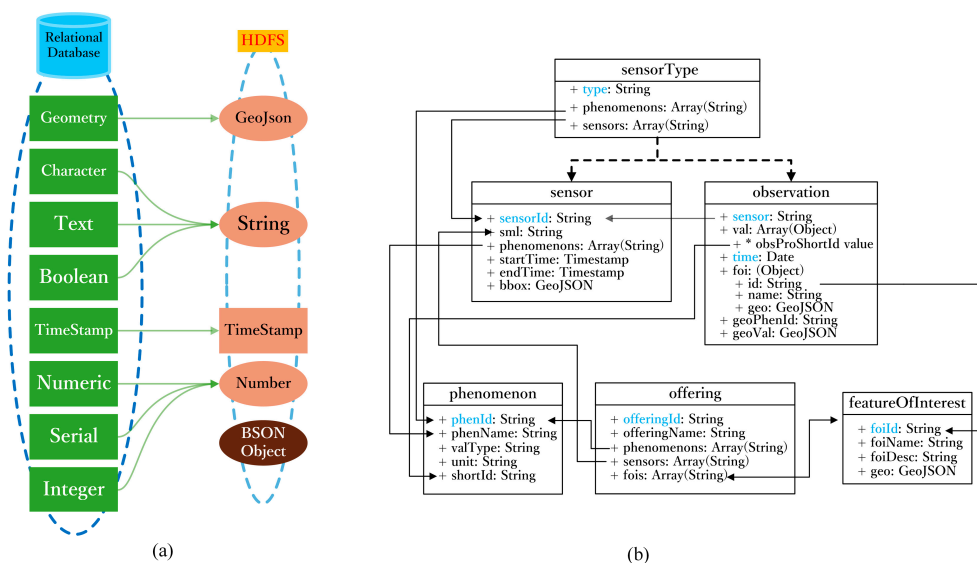 Relational
Database
HDFS
Geometry
GeoJson
Character
Text
String
Boolean
TimeStamp
TimeStamp
Numeric
Number
Serial
BSON
Object
Integer
(a)
sensorType
+ type: String
+ phenomenons: Array(String)
+ sensors: Array(String)
sensor
+ sensorId: String
+ sml: String
+ phenomenons: Array(String)
+ startTime: Timestamp
+ endTime: Timestamp
+ bbox: GeoJSON
observation
+ sensor: String
+ val: Array(Object)
+ * obsProShortId value
+ time: Date
+ foi: (Object)
+ id: String
+ name: String
+ geo: GeoJSON
+ geoPhenId: String
+ geoVal: GeoJSON
phenomenon
+ phenId: String
+ phenName: String
+ valType: String
+ unit: String
+ shortId: String
offering
+ offeringId: String
+ offeringName: String
+ phenomenons: Array(String)
+ sensors: Array(String)
+ fois: Array(String)
featureOfInterest
+ foiId: String
+ foiName: String
+ foiDesc: String
+ geo: GeoJSON
(b)